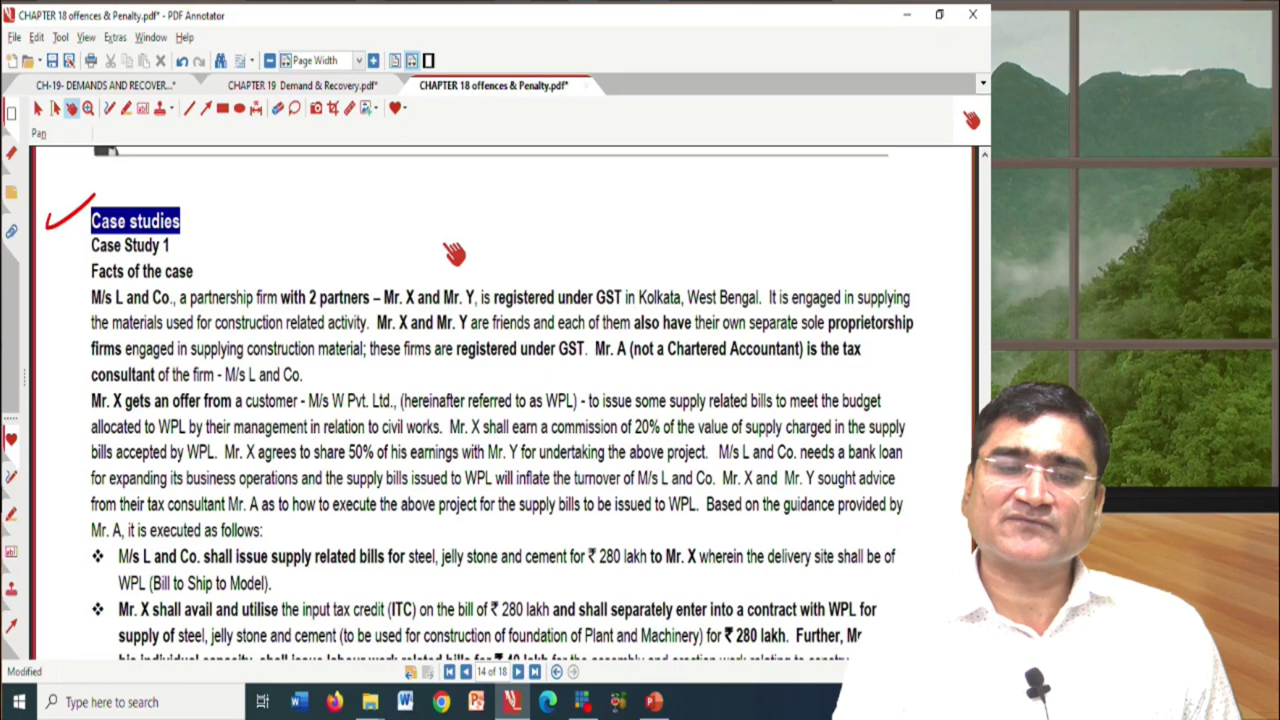 CHAPTER 18 offences & Penalty.pdf* - PDF Annotator
File Edit Tool View Extras Window Help
Page Width
CH-19- DEMANDS AND RECOVER...* CHAPTER 19 Demand & Recovery.pdf* CHAPTER 18 offences & Penalty.pdf*
Pan
Case studies
Case Study 1
Facts of the case
M/s L and Co., a partnership firm with 2 partners – Mr. X and Mr. Y, is registered under GST in Kolkata, West Bengal. It is engaged in supplying
the materials used for construction related activity. Mr. X and Mr. Y are friends and each of them also have their own separate sole proprietorship
firms engaged in supplying construction material; these firms are registered under GST. Mr. A (not a Chartered Accountant) is the tax
consultant of the firm - M/s L and Co.
Mr. X gets an offer from a customer - M/s W Pvt. Ltd., (hereinafter referred to as WPL) - to issue some supply related bills to meet the budget
allocated to WPL by their management in relation to civil works. Mr. X shall earn a commission of 20% of the value of supply charged in the supply
bills accepted by WPL. Mr. X agrees to share 50% of his earnings with Mr. Y for undertaking the above project. M/s L and Co. needs a bank loan
for expanding its business operations and the supply bills issued to WPL will inflate the turnover of M/s L and Co. Mr. X and Mr. Y sought advice
from their tax consultant Mr. A as to how to execute the above project for the supply bills to be issued to WPL. Based on the guidance provided by
Mr. A, it is executed as follows:
❖ M/s L and Co. shall issue supply related bills for steel, jelly stone and cement for ₹ 280 lakh to Mr. X wherein the delivery site shall be of
WPL (Bill to Ship to Model).
❖ Mr. X shall avail and utilise the input tax credit (ITC) on the bill of ₹ 280 lakh and shall separately enter into a contract with WPL for
supply of steel, jelly stone and cement (to be used for construction of foundation of Plant and Machinery) for ₹ 280 lakh. Further, Mr
Modified 14 of 18
Type here to search